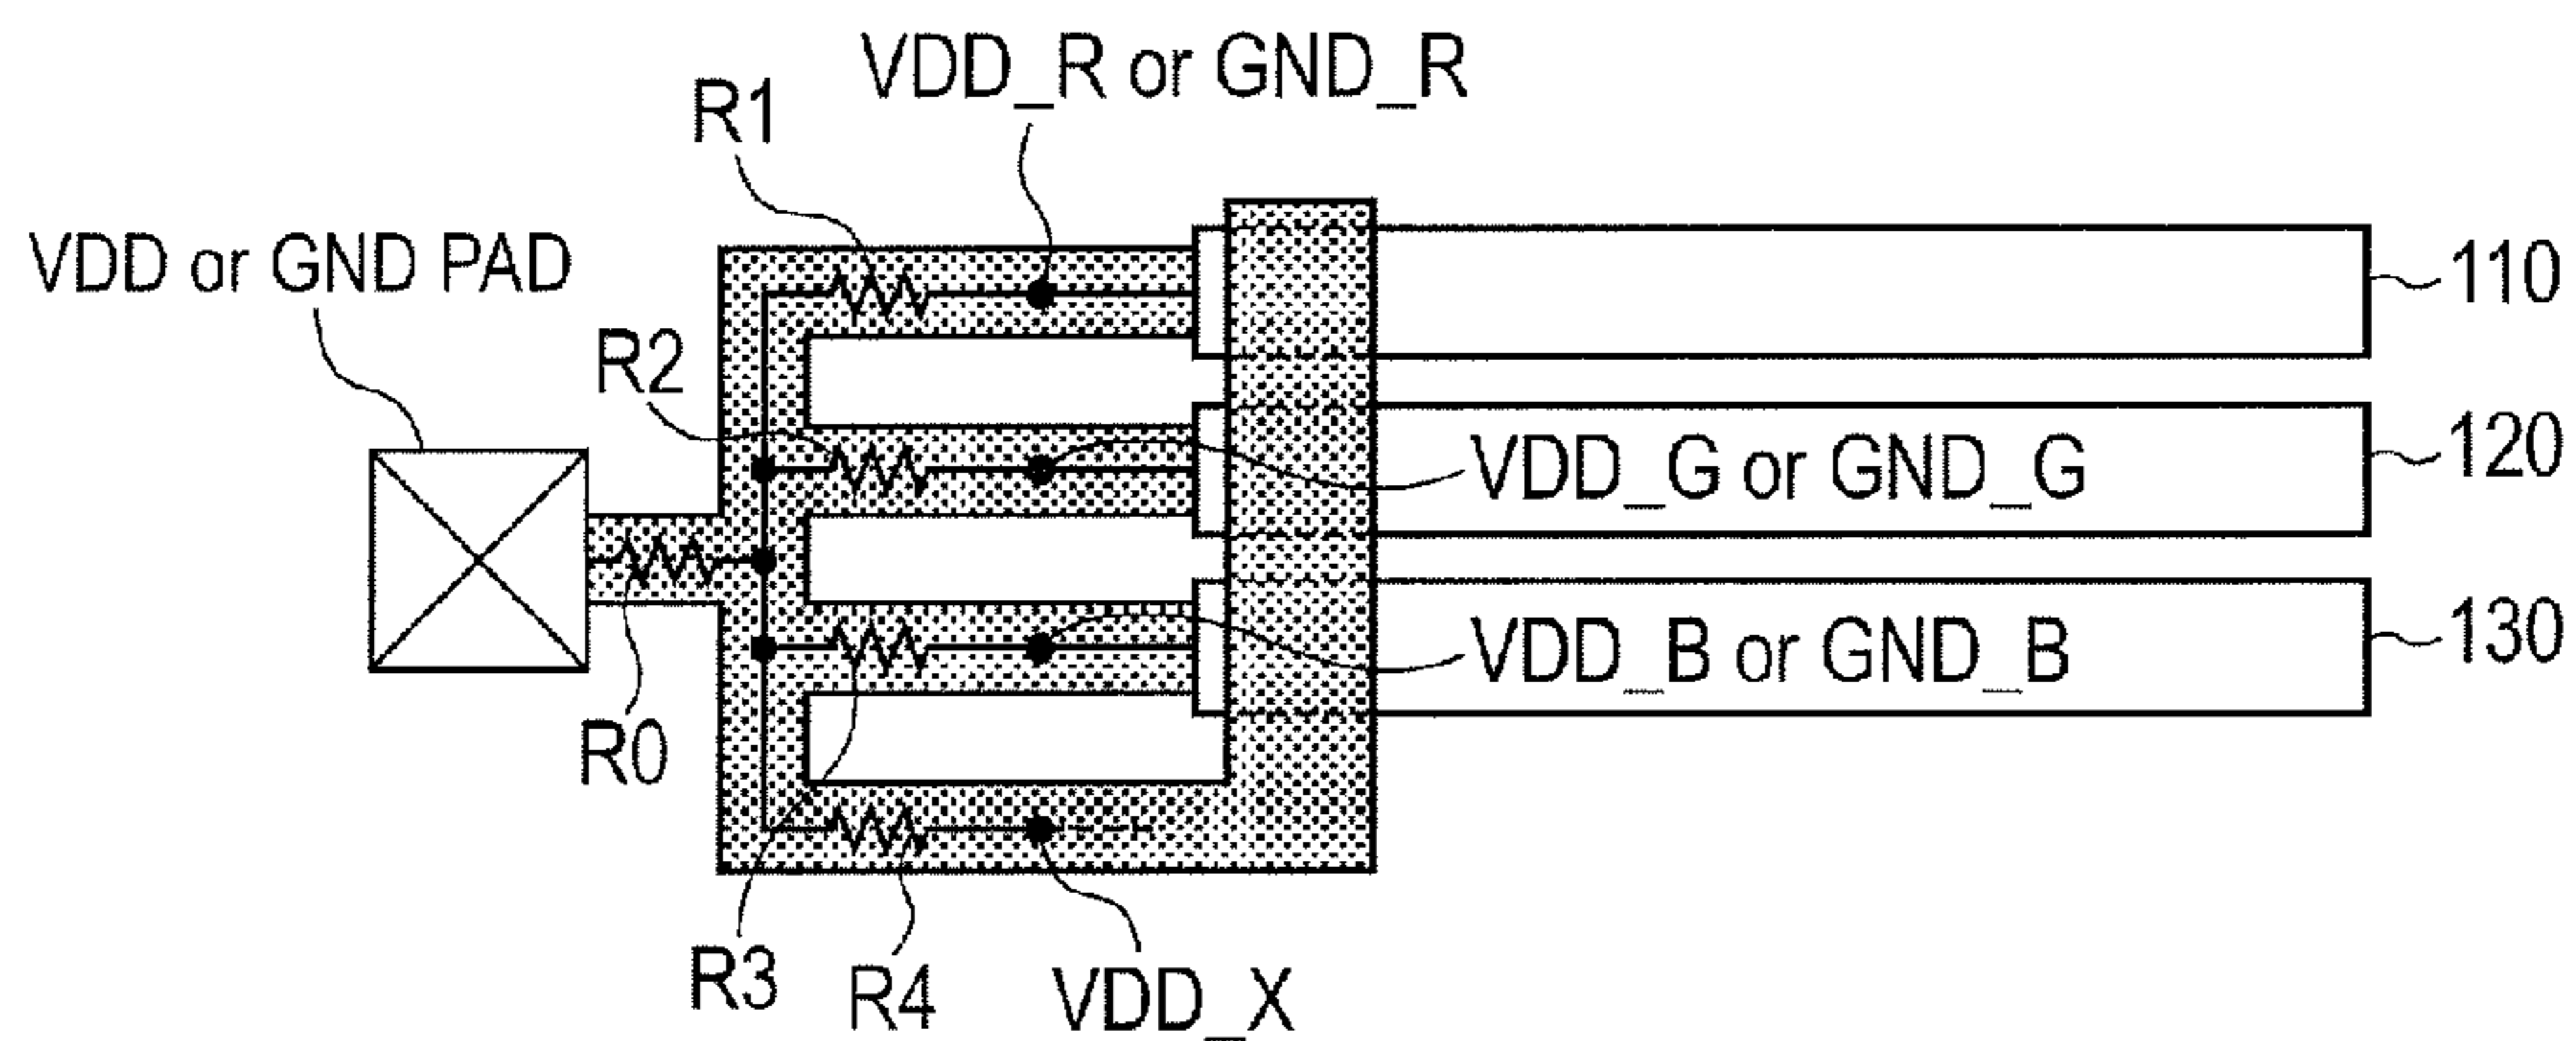 VDD_R or GND_R
R1
VDD or GND PAD
110
R2
120
VDD_G or GND_G
130
VDD_B or GND_B
R0
R3
R4
VDD_X